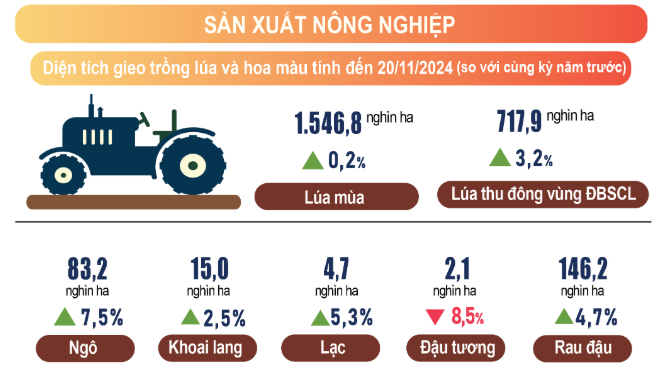 SẢN XUẤT NÔNG NGHIỆP
Diện tích gieo trồng lúa và hoa màu tính đến 20/11/2024 (so với cùng kỳ năm trước)
1.546,8 nghìn ha
0,2%
Lúa mùa
717,9 nghìn ha
3,2%
Lúa thu đông vùng ĐBSCL
83,2
nghìn ha
7,5%
Ngô
15,0
nghìn ha
2,5%
Khoai lang
4,7
nghìn ha
5,3%
Lạc
2,1
nghìn ha
8,5%
Đậu tương
146,2
nghìn ha
4,7%
Rau đậu